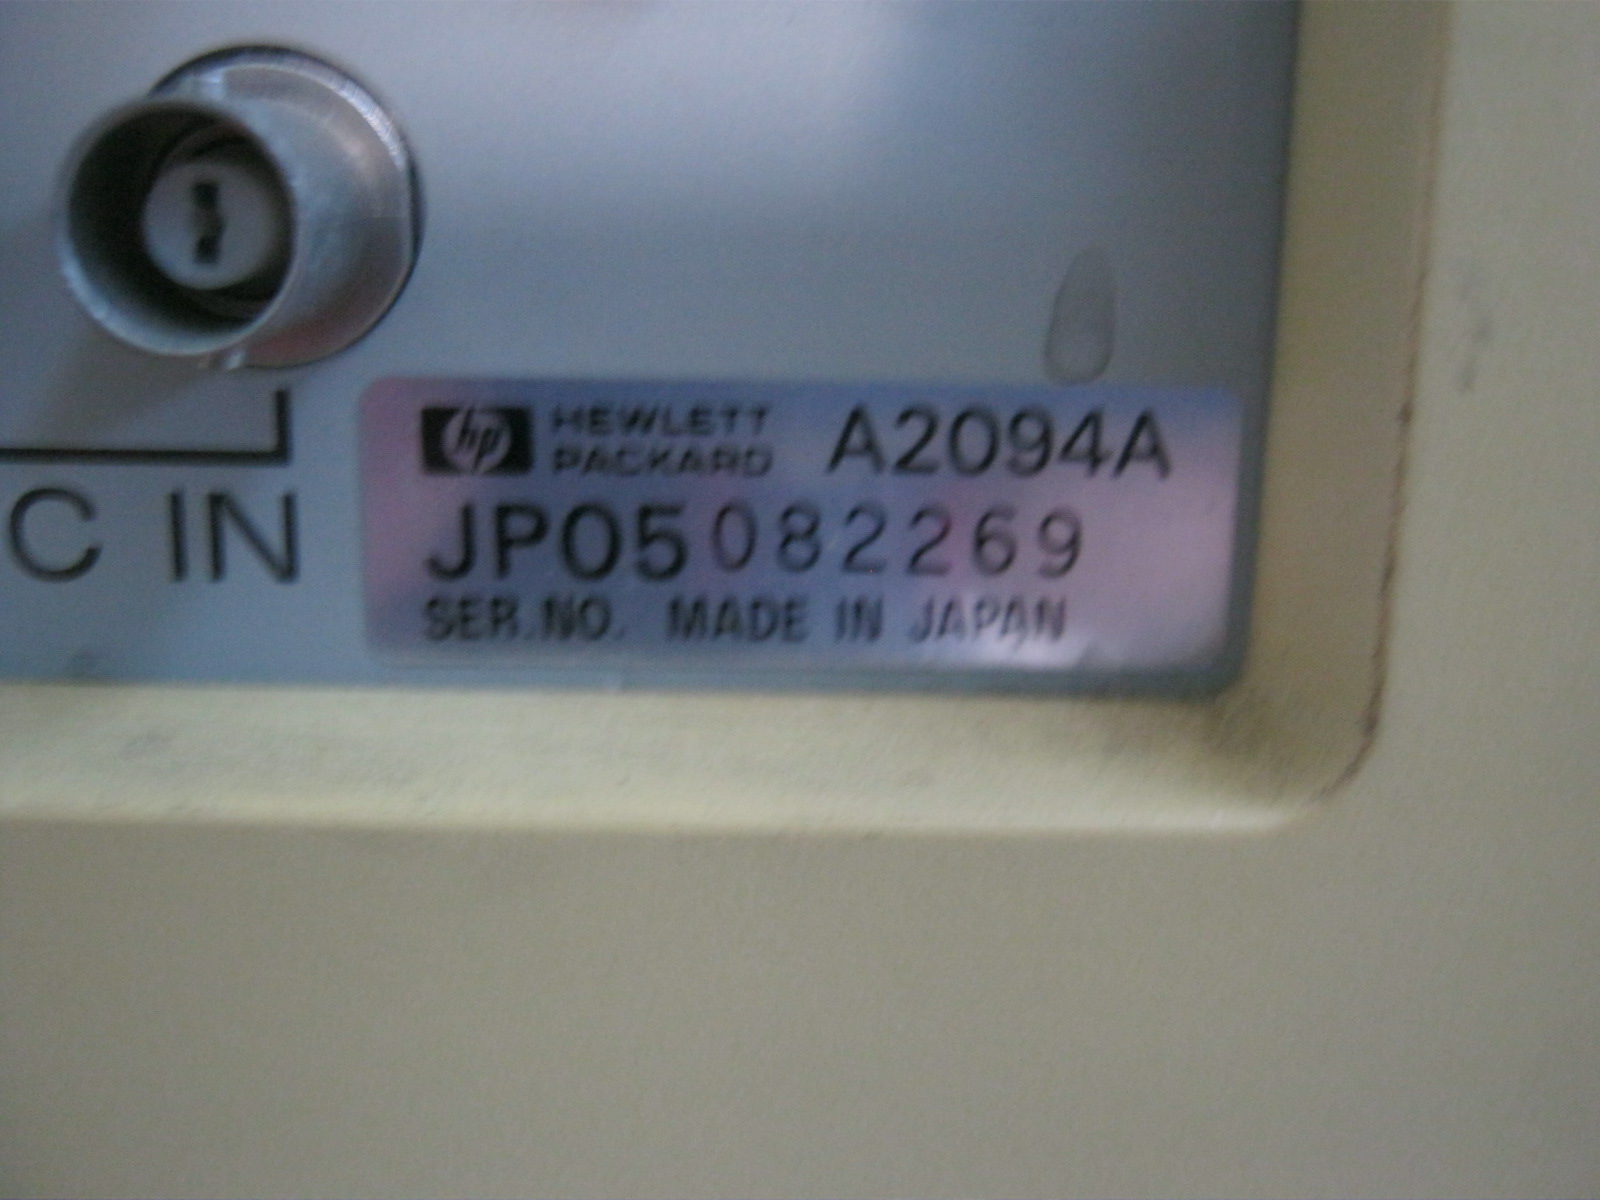 hp HEWLETT PACKARD A2094A
JP05082269
SER.NO. MADE IN JAPAN
C IN